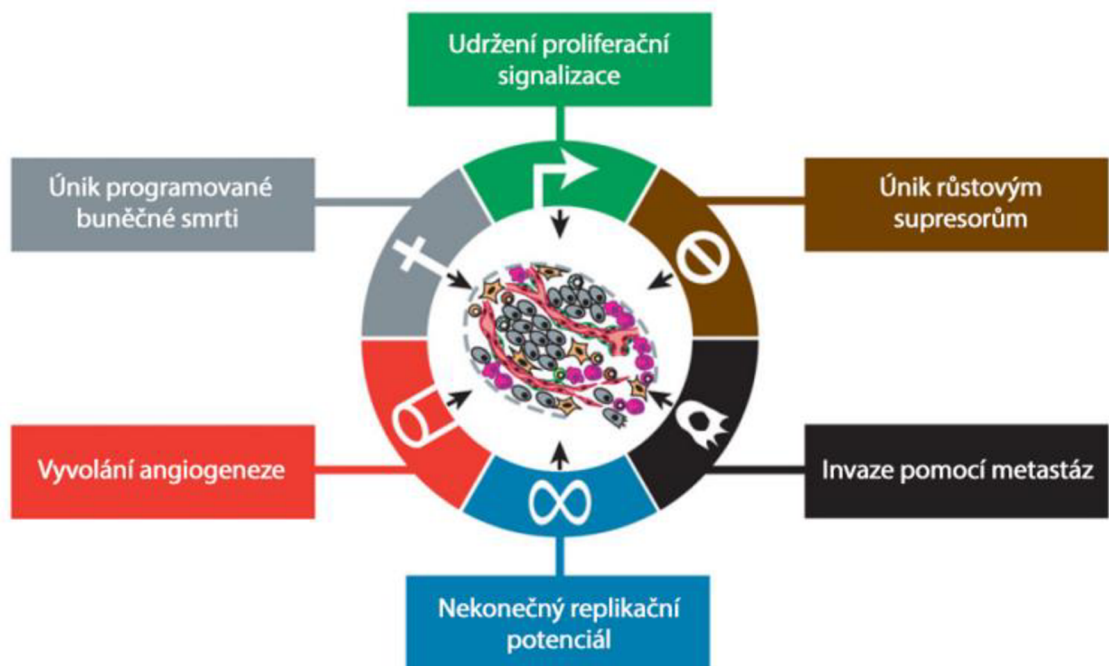 Udržení proliferační
signalizace
Únik programované
buněčné smrti
Únik růstovým
supresorům
Vyvolání angiogeneze
Invaze pomocí metastáz
Nekonečný replikační
potenciál